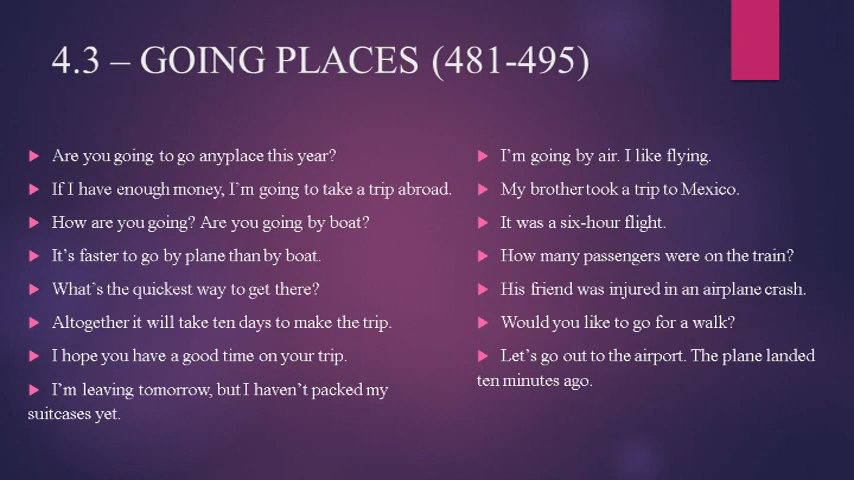 4.3 – GOING PLACES (481-495)
Are you going to go anyplace this year?
If I have enough money, I'm going to take a trip abroad.
How are you going? Are you going by boat?
It's faster to go by plane than by boat.
What's the quickest way to get there?
Altogether it will take ten days to make the trip.
I hope you have a good time on your trip.
I'm leaving tomorrow, but I haven't packed my
suitcases yet.
I'm going by air. I like flying.
My brother took a trip to Mexico.
It was a six-hour flight.
How many passengers were on the train?
His friend was injured in an airplane crash.
Would you like to go for a walk?
Let's go out to the airport. The plane landed
ten minutes ago.